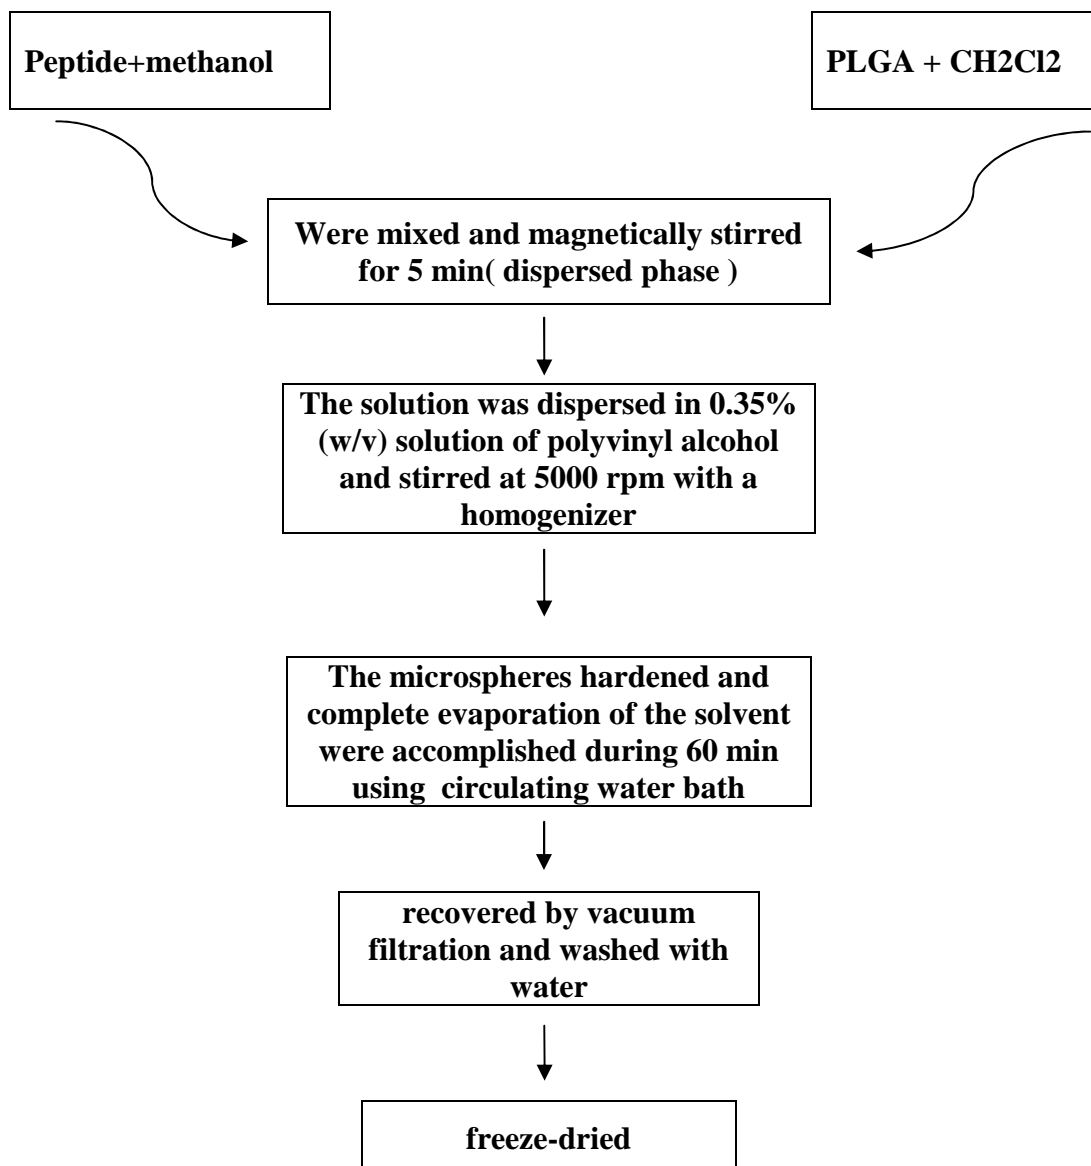 Peptide+methanol
PLGA + CH2Cl2
Were mixed and magnetically stirred
for 5 min( dispersed phase )
The solution was dispersed in 0.35%
(w/v) solution of polyvinyl alcohol
and stirred at 5000 rpm with a
homogenizer
The microspheres hardened and
complete evaporation of the solvent
were accomplished during 60 min
using circulating water bath
recovered by vacuum
filtration and washed with
water
freeze-dried